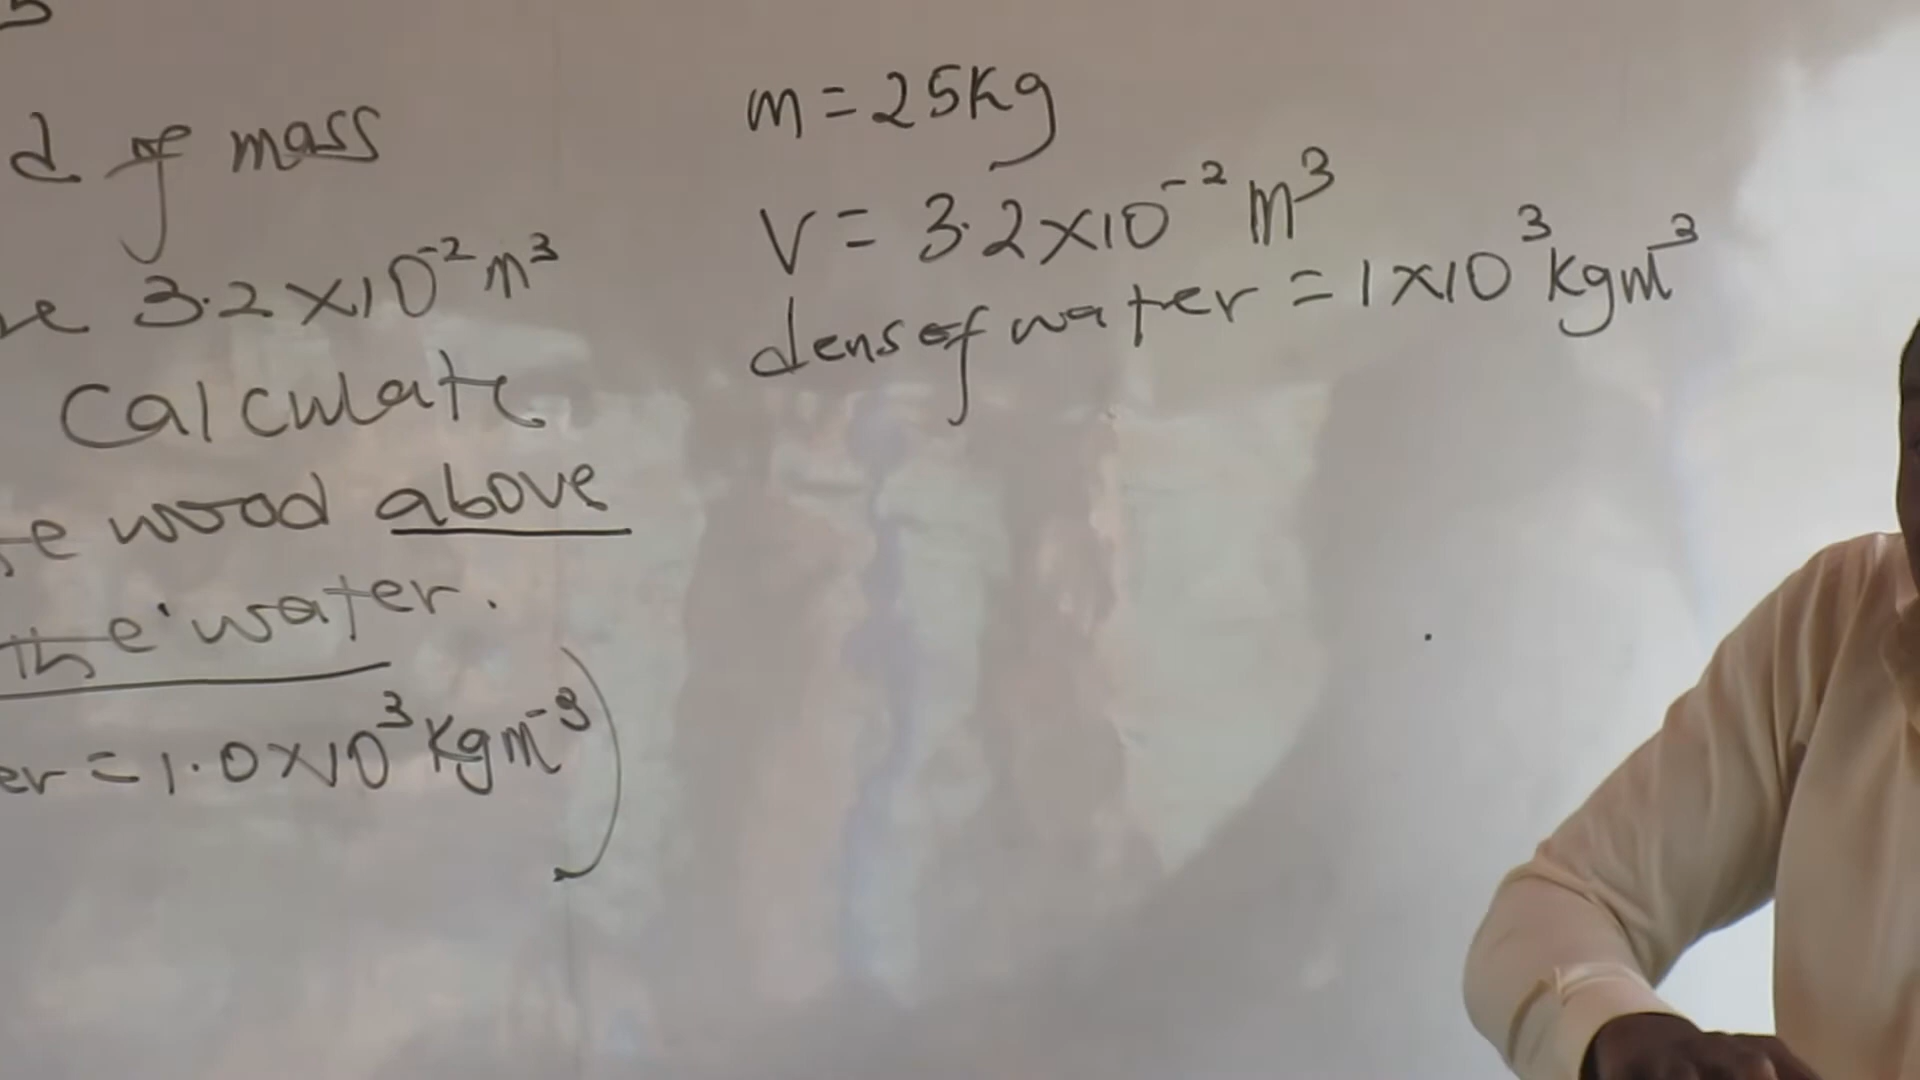 d of mass
3.2×10⁻² m³
Calculate
wood above
the water.
er = 1.0×10³ kgm⁻³)
m = 25kg
V = 3.2×10⁻² m³
dens of water = 1×10³ kgm⁻³